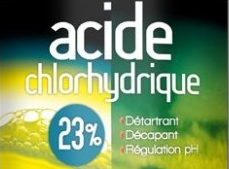 acide
chlorhydrique
23%
Détartrant
Décapant
Régulation pH